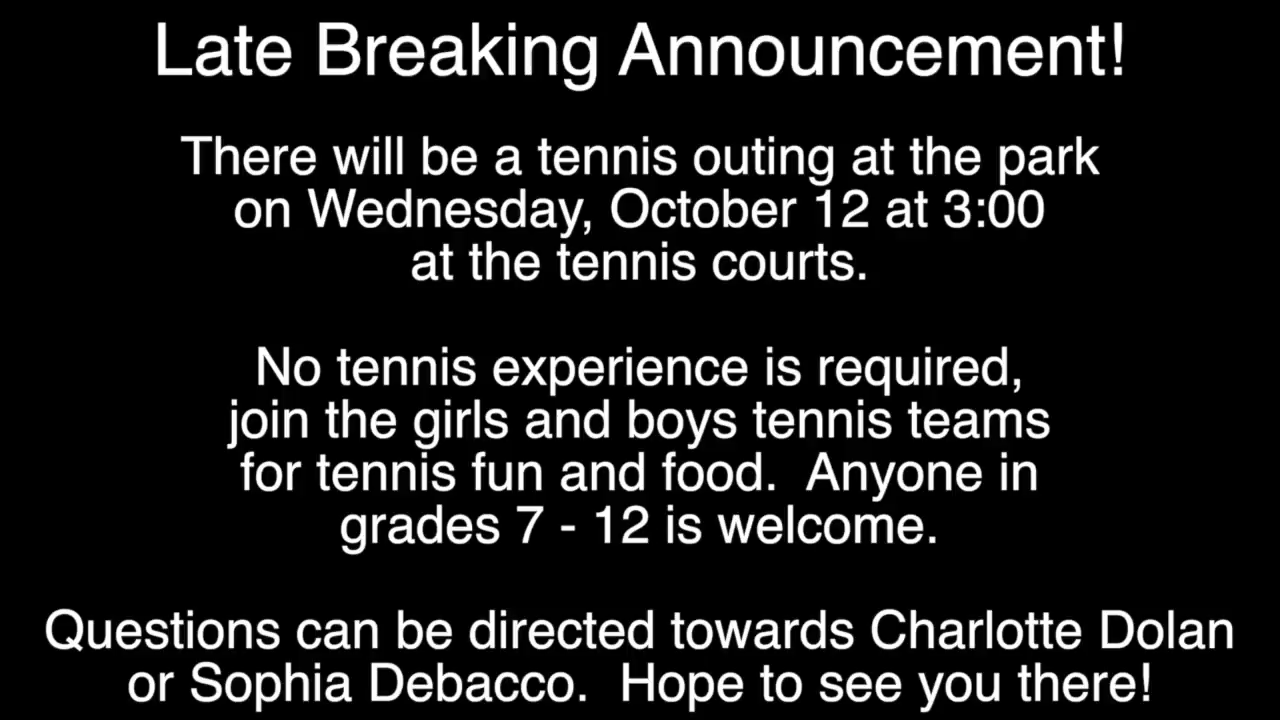 Late Breaking Announcement!
There will be a tennis outing at the park
on Wednesday, October 12 at 3:00
at the tennis courts.
No tennis experience is required,
join the girls and boys tennis teams
for tennis fun and food.  Anyone in
grades 7 - 12 is welcome.
Questions can be directed towards Charlotte Dolan
or Sophia Debacco.  Hope to see you there!